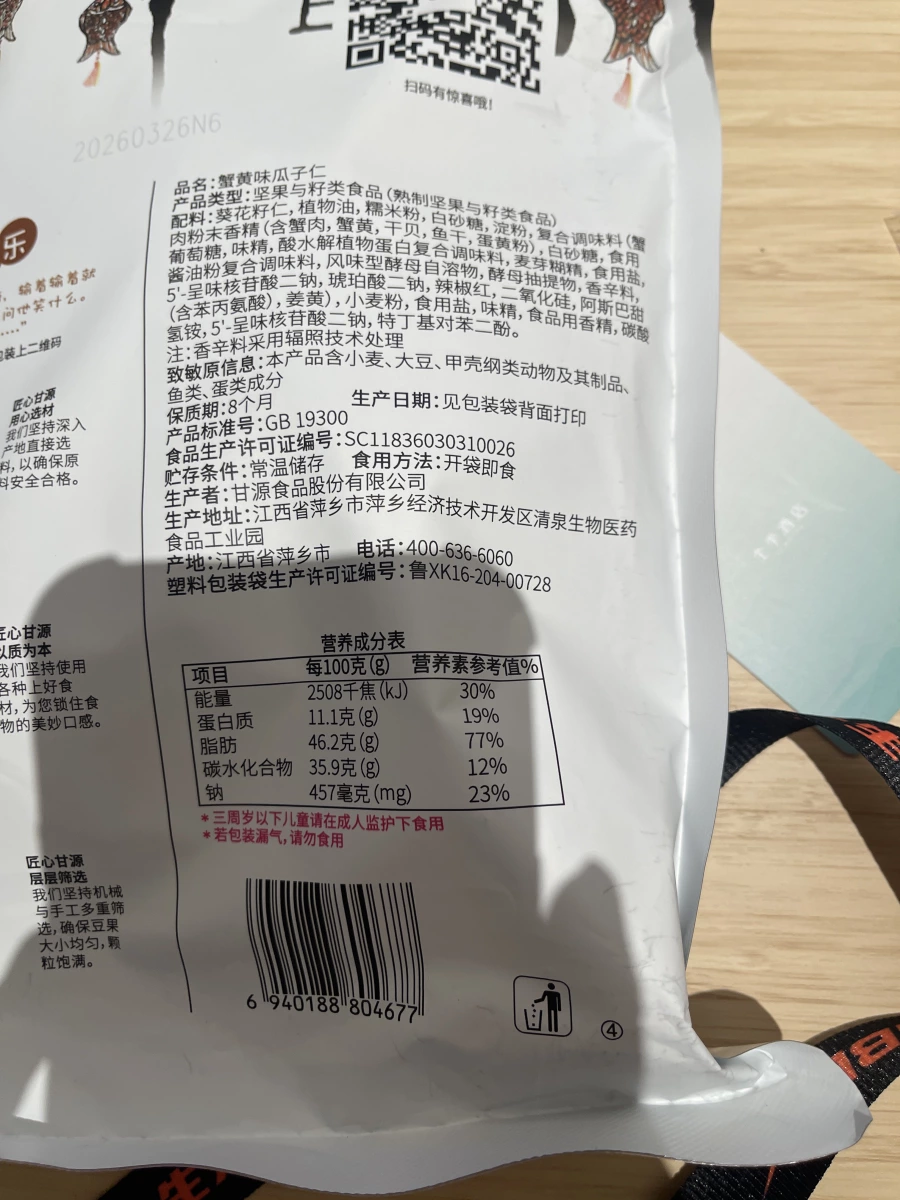 上
扫码有惊喜哦!
20260326N6
乐
输着输着就
问他笑什么。
...."
包装上二维码
匠心甘源
用心选材
我们坚持深入
产地直接选
料,以确保原
料安全合格。
匠心甘源
以质为本
我们坚持使用
各种上好食
材,为您锁住食
物的美妙口感。
匠心甘源
层层筛选
我们坚持机械
与手工多重筛
选,确保豆果
大小均匀,颗
粒饱满。
品名:蟹黄味瓜子仁
产品类型:坚果与籽类食品(熟制坚果与籽类食品)
配料:葵花籽仁,植物油,糯米粉,白砂糖,淀粉,复合调味料(蟹
肉粉末香精(含蟹肉,蟹黄,干贝,鱼干,蛋黄粉),白砂糖,食用
葡萄糖,味精,酸水解植物蛋白复合调味料,麦芽糊精,食用盐,
酱油粉复合调味料,风味型酵母自溶物,酵母抽提物,香辛料,
5'-呈味核苷酸二钠,琥珀酸二钠,辣椒红,二氧化硅,阿斯巴甜
(含苯丙氨酸),姜黄),小麦粉,食用盐,味精,食品用香精,碳酸
氢铵,5'-呈味核苷酸二钠,特丁基对苯二酚。
注:香辛料采用辐照技术处理
致敏原信息:本产品含小麦、大豆、甲壳纲类动物及其制品、
鱼类、蛋类成分
保质期:8个月 生产日期:见包装袋背面打印
产品标准号:GB 19300
食品生产许可证编号:SC11836030310026
贮存条件:常温储存 食用方法:开袋即食
生产者:甘源食品股份有限公司
生产地址:江西省萍乡市萍乡经济技术开发区清泉生物医药
食品工业园
产地:江西省萍乡市 电话:400-636-6060
塑料包装袋生产许可证编号:鲁XK16-204-00728
营养成分表
项目 每100克(g) 营养素参考值%
能量 2508千焦(kJ) 30%
蛋白质 11.1克(g) 19%
脂肪 46.2克(g) 77%
碳水化合物 35.9克(g) 12%
钠 457毫克(mg) 23%
*三周岁以下儿童请在成人监护下食用
*若包装漏气,请勿食用
6 940188 804677
④